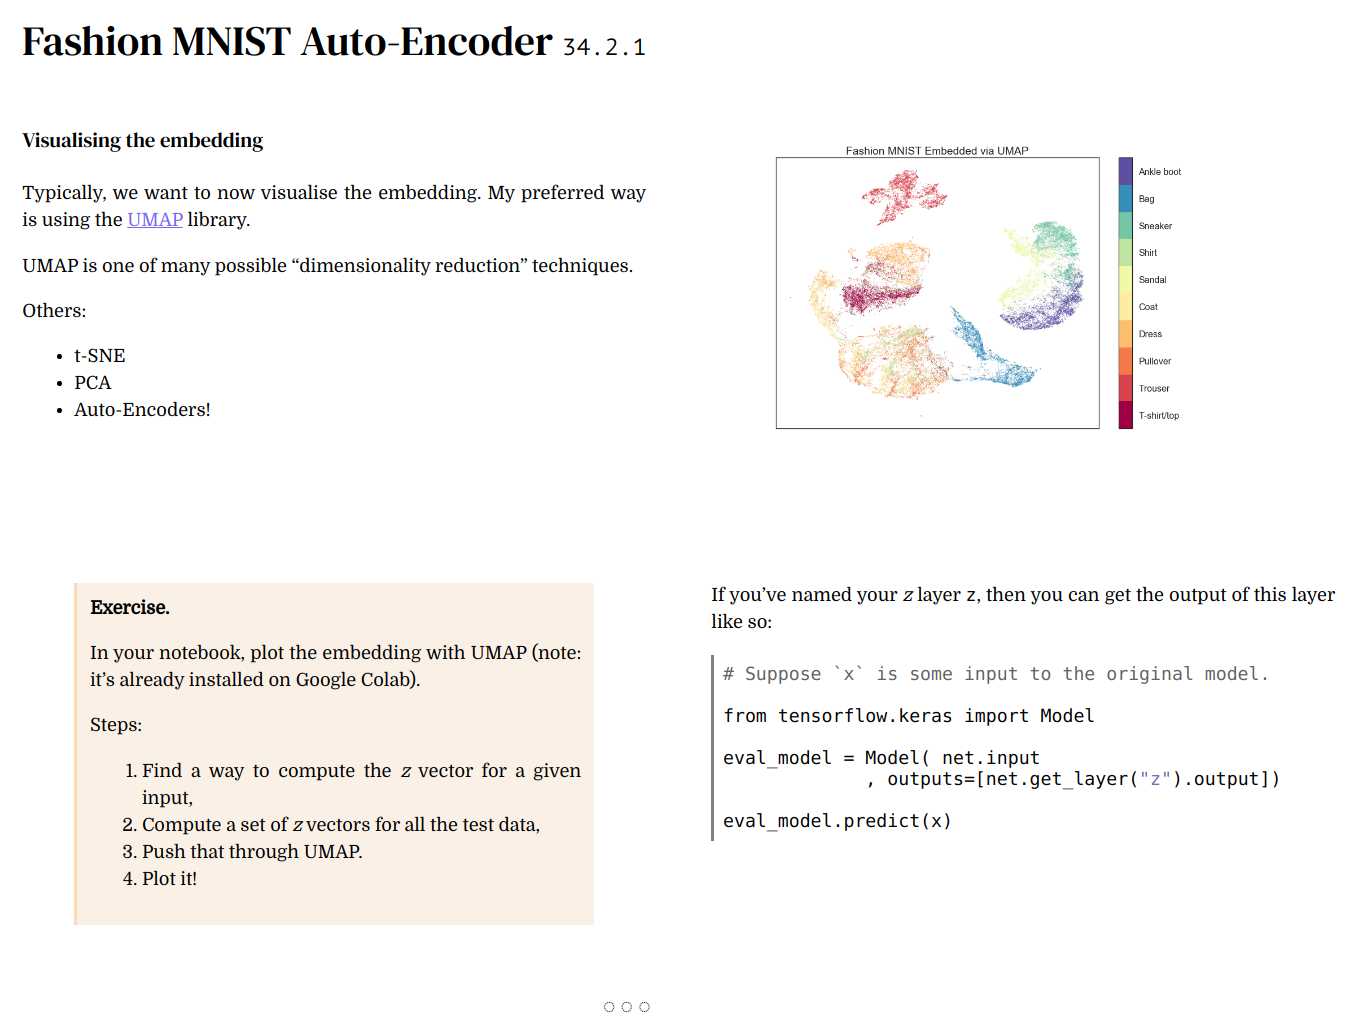 Fashion MNIST Auto-Encoder 34.2.1
Visualising the embedding
Typically, we want to now visualise the embedding. My preferred way
is using the UMAP library.
UMAP is one of many possible “dimensionality reduction” techniques.
Others:
• t-SNE
• PCA
• Auto-Encoders!
Fashion MNIST Embedded via UMAP
Ankle boot
Bag
Sneaker
Shirt
Sandal
Coat
Dress
Pullover
Trouser
T-shirt/top
Exercise.
In your notebook, plot the embedding with UMAP (note:
it’s already installed on Google Colab).
Steps:
1. Find a way to compute the z vector for a given
input,
2. Compute a set of z vectors for all the test data,
3. Push that through UMAP.
4. Plot it!
If you’ve named your z layer z, then you can get the output of this layer
like so:
# Suppose `x` is some input to the original model.
from tensorflow.keras import Model
eval_model = Model( net.input
, outputs=[net.get_layer("z").output])
eval_model.predict(x)